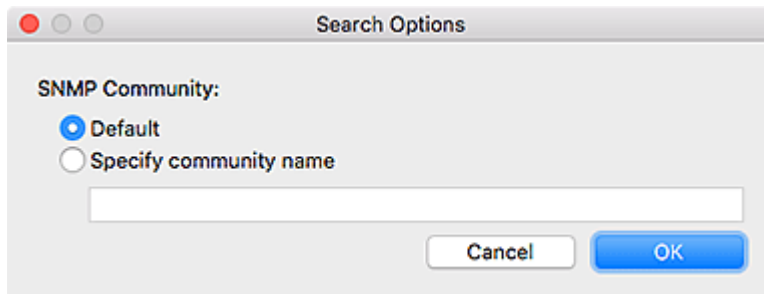 Search Options
SNMP Community:
Default
Specify community name
Cancel OK